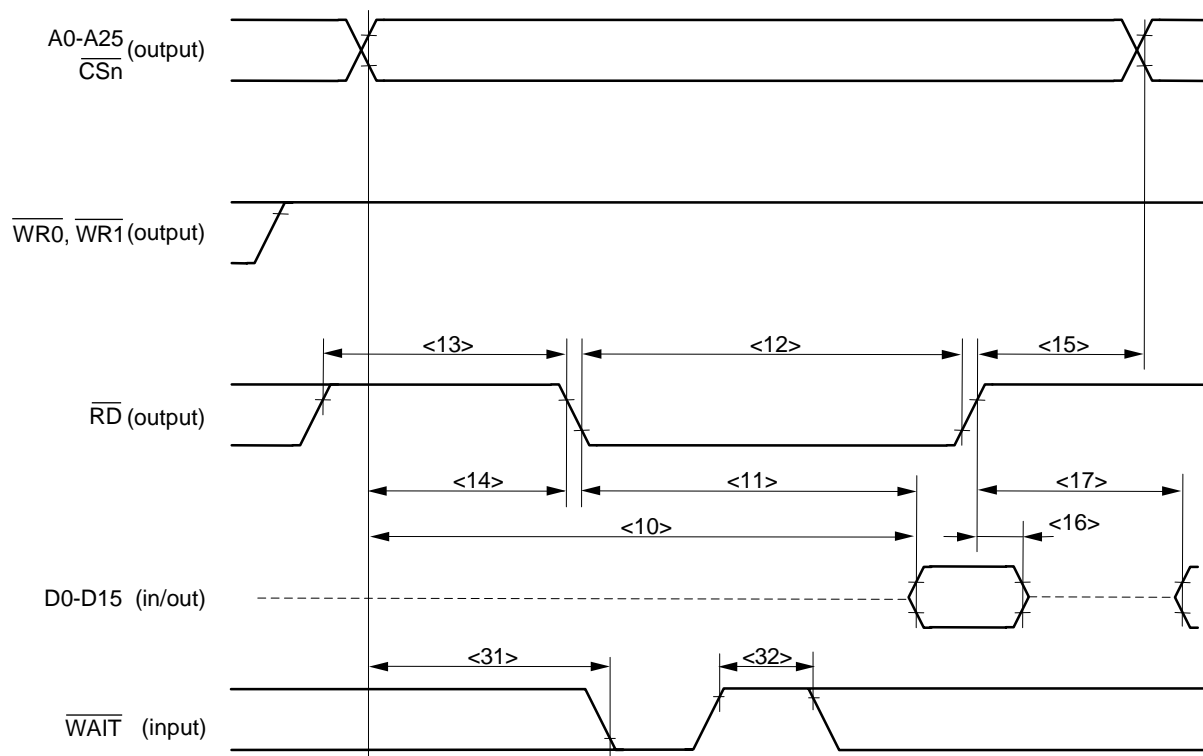 A0-A25 (output)
CSn
WR0, WR1 (output)
<13> <12> <15>
RD (output)
<14> <11> <17>
<10> <16>
D0-D15 (in/out)
<31> <32>
WAIT (input)